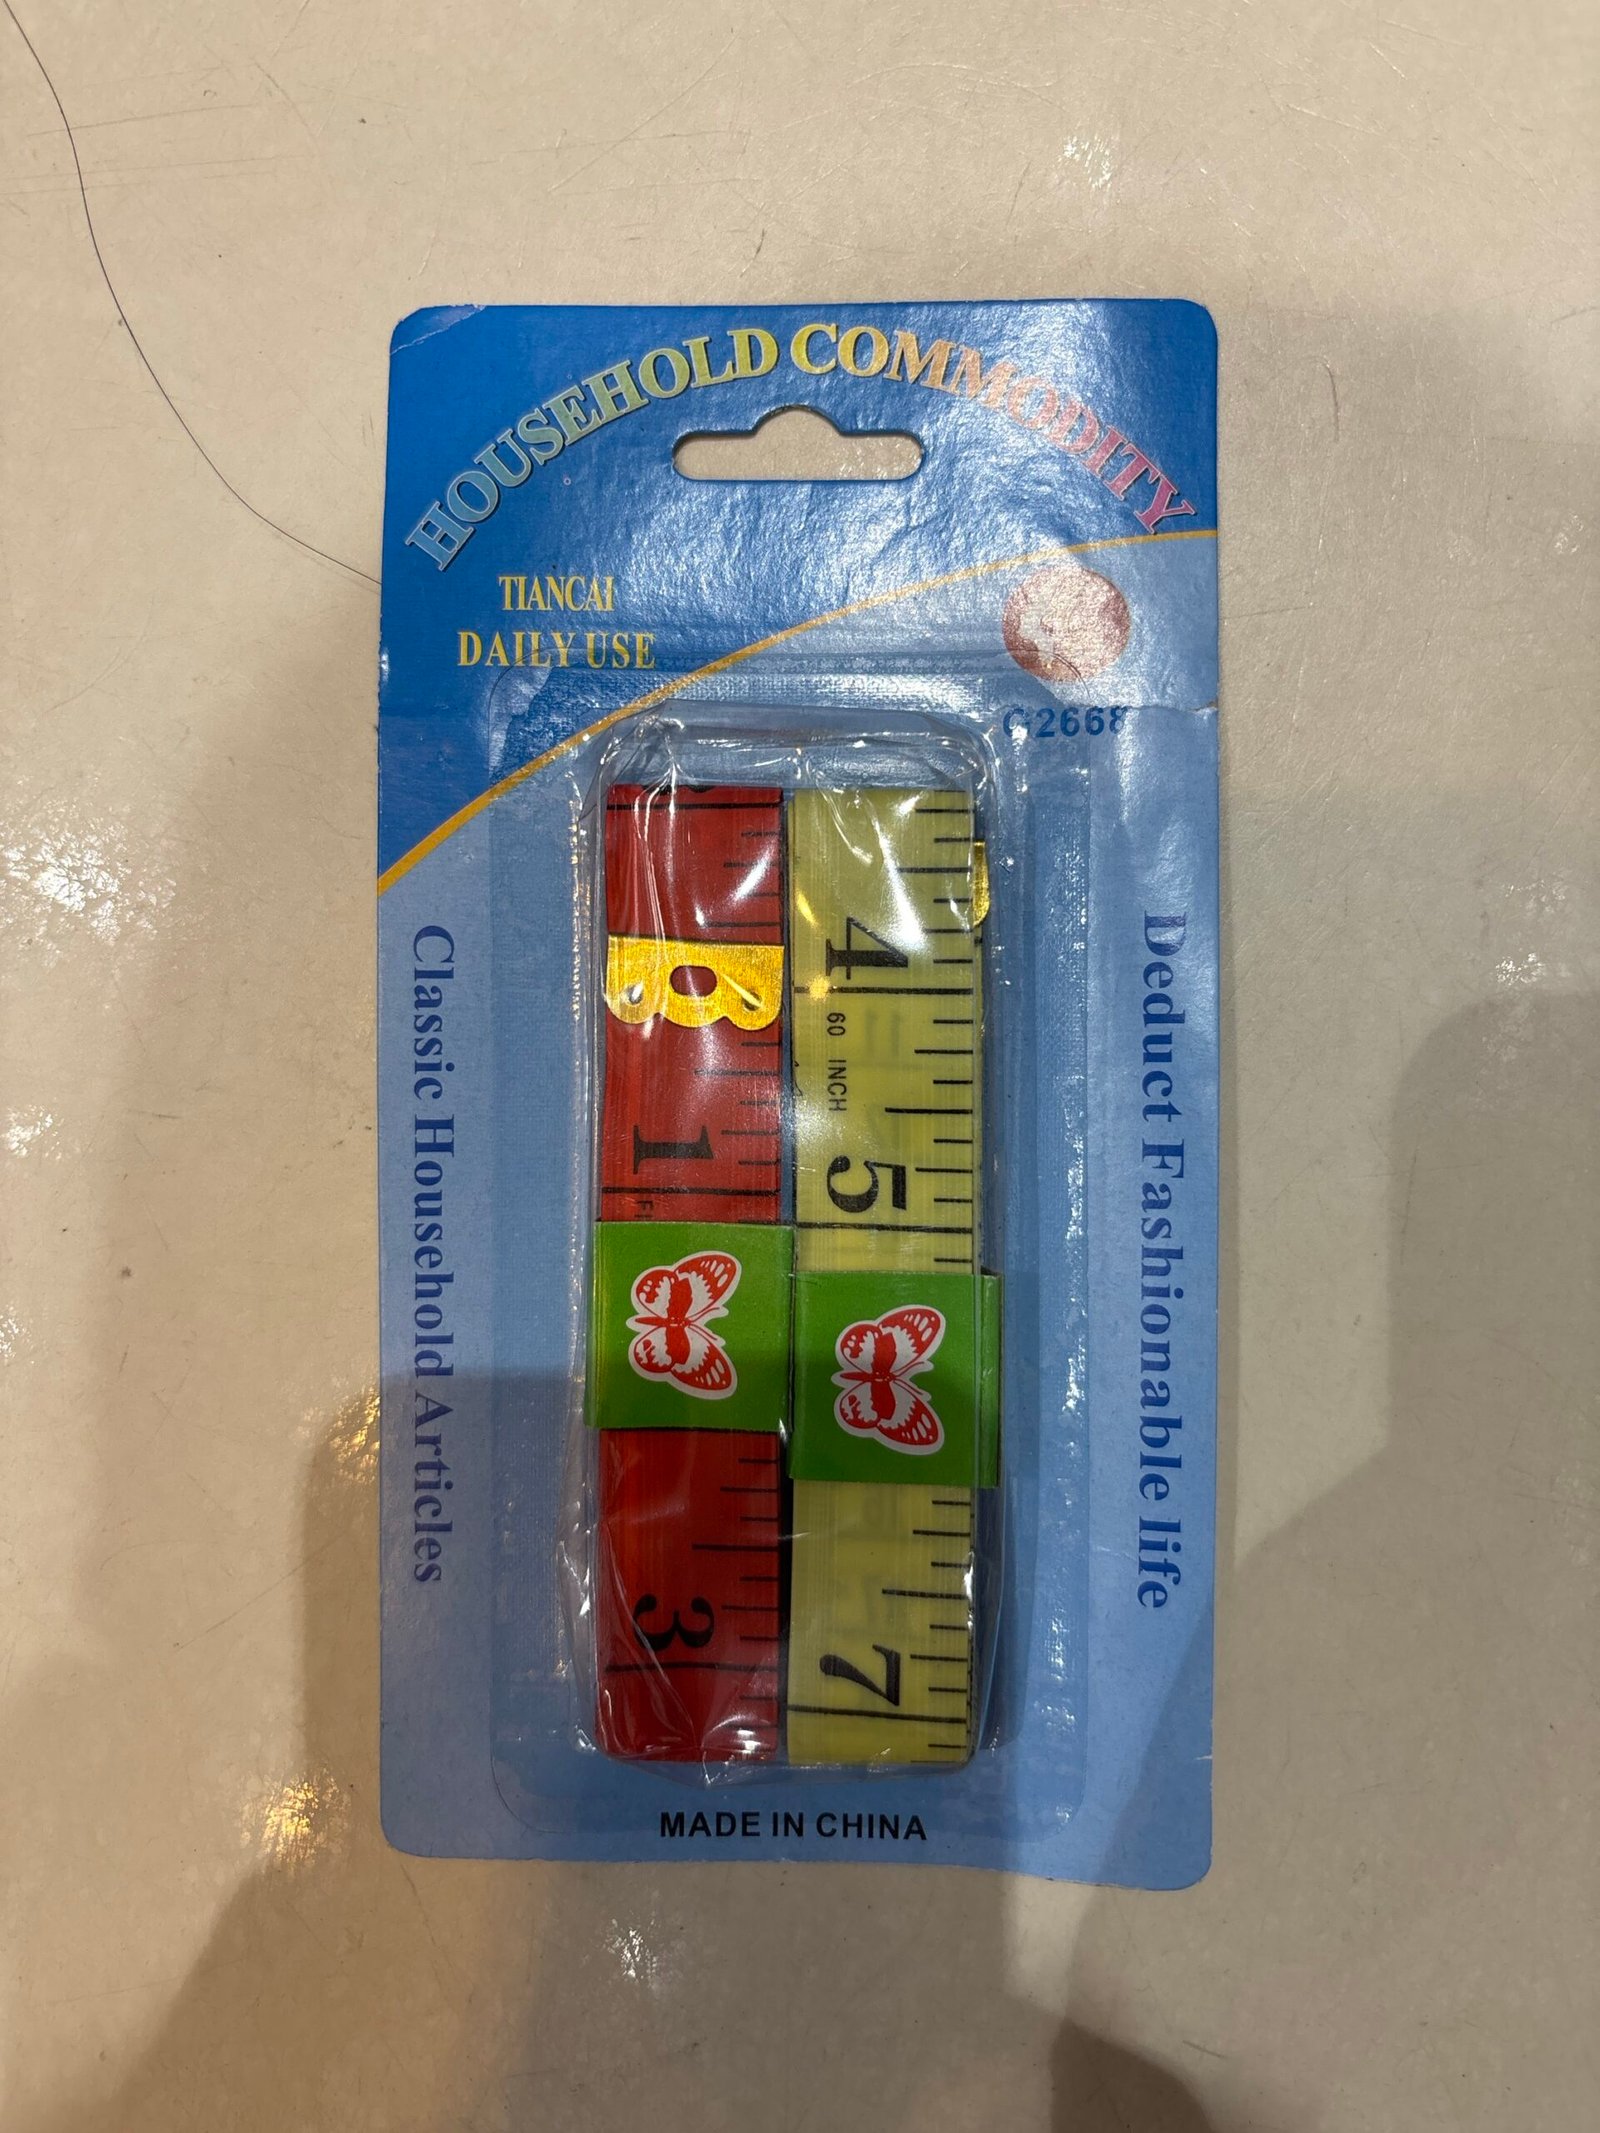 HOUSEHOLD COMMODITY
TIANCAI
DAILY USE
Classic Household Articles
Deduct Fashionable life
1
3
4
60 INCH
5
7
MADE IN CHINA